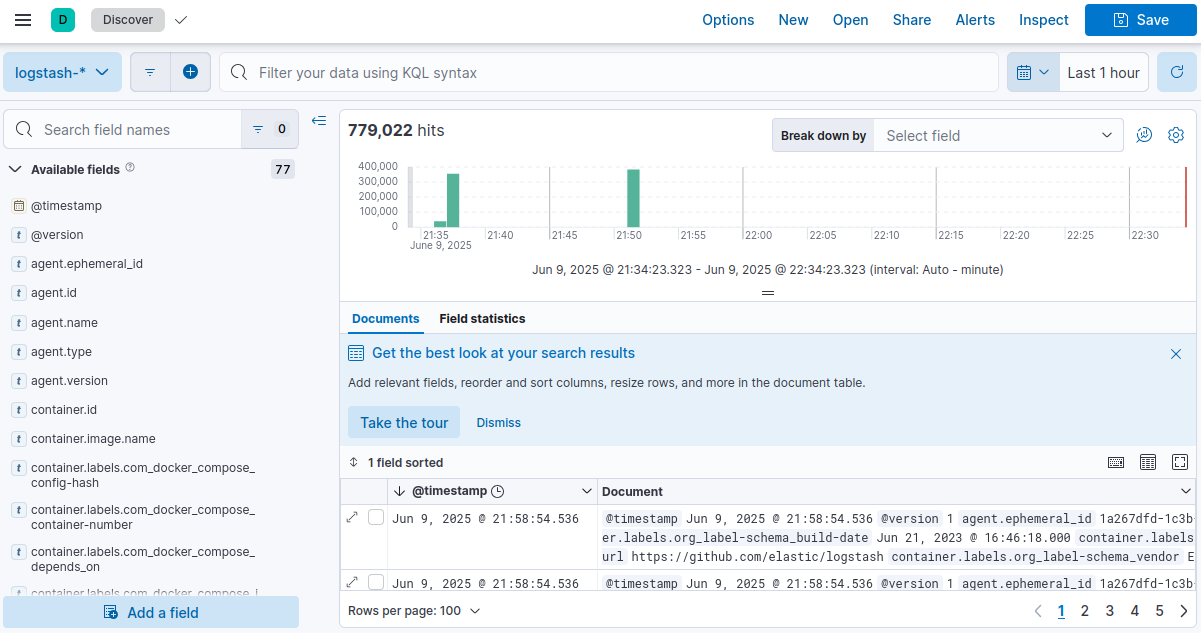 D Discover Options New Open Share Alerts Inspect Save
logstash-* Filter your data using KQL syntax Last 1 hour
Search field names 0
Available fields 77
@timestamp
t @version
t agent.ephemeral_id
t agent.id
t agent.name
t agent.type
t agent.version
t container.id
t container.image.name
t container.labels.com_docker_compose_
config-hash
t container.labels.com_docker_compose_
container-number
t container.labels.com_docker_compose_
depends_on
container.labels.com_docker_compose_i
Add a field
779,022 hits
Break down by Select field
400,000
300,000
200,000
100,000
0
21:35 21:40 21:45 21:50 21:55 22:00 22:05 22:10 22:15 22:20 22:25 22:30
June 9, 2025
Jun 9, 2025 @ 21:34:23.323 - Jun 9, 2025 @ 22:34:23.323 (interval: Auto - minute)
Documents Field statistics
Get the best look at your search results
Add relevant fields, reorder and sort columns, resize rows, and more in the document table.
Take the tour Dismiss
1 field sorted
@timestamp Document
Jun 9, 2025 @ 21:58:54.536 @timestamp Jun 9, 2025 @ 21:58:54.536 @version 1 agent.ephemeral_id 1a267dfd-1c3b-
er.labels.org_label-schema_build-date Jun 21, 2023 @ 16:46:18.000 container.labels
url https://github.com/elastic/logstash container.labels.org_label-schema_vendor E
Jun 9, 2025 @ 21:58:54.536 @timestamp Jun 9, 2025 @ 21:58:54.536 @version 1 agent.ephemeral_id 1a267dfd-1c3b-
Rows per page: 100 1 2 3 4 5